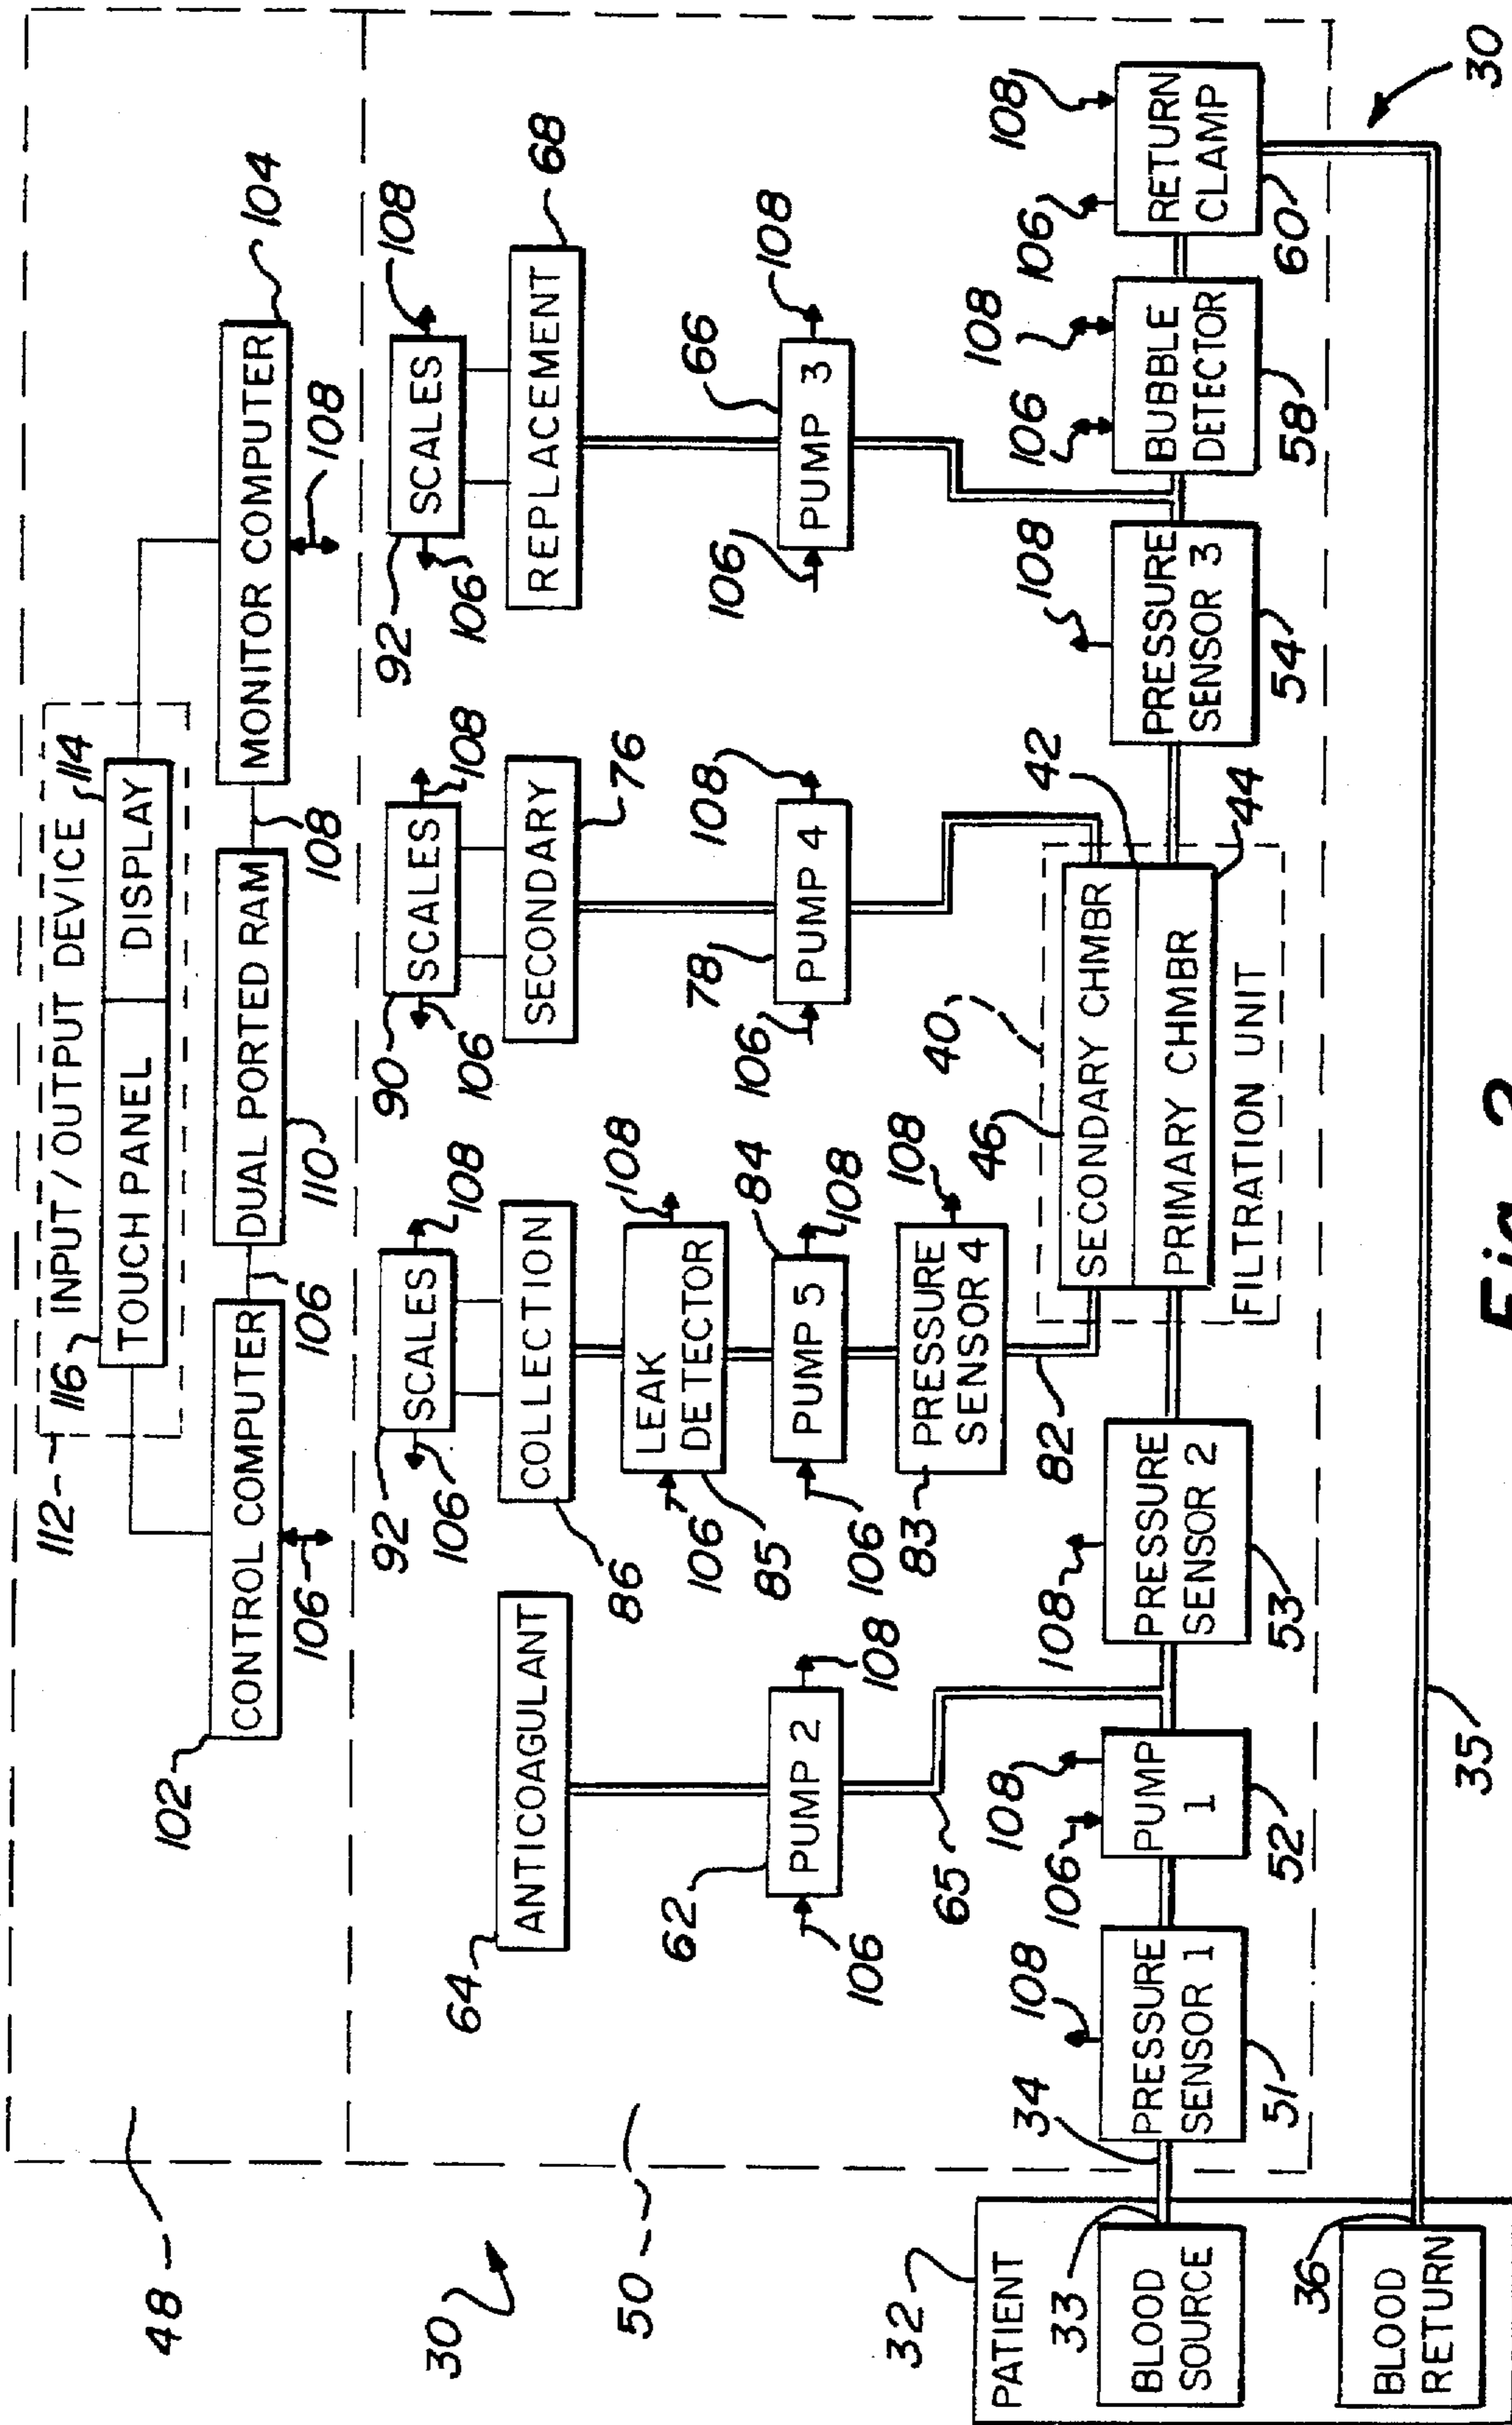 48
112
116
INPUT / OUTPUT DEVICE
114
TOUCH PANEL
DISPLAY
102
CONTROL COMPUTER
106
DUAL PORTED RAM
108
MONITOR COMPUTER
104
106
110
108
30
50
92
SCALES
108
106
90
SCALES
108
106
92
SCALES
108
106
64
ANTICOAGULANT
COLLECTION
86
SECONDARY
76
REPLACEMENT
68
LEAK
DETECTOR
108
106
85
62
PUMP 2
108
106
PUMP 5
84
108
106
78
PUMP 4
108
106
66
PUMP 3
108
106
65
83
PRESSURE
SENSOR 4
108
82
46
40
42
SECONDARY CHMBR
PRIMARY CHMBR
44
FILTRATION UNIT
32
PATIENT
33
BLOOD
SOURCE
34
108
PRESSURE
SENSOR 1
51
106
108
PUMP
1
52
108
PRESSURE
SENSOR 2
53
108
PRESSURE
SENSOR 3
54
106
108
BUBBLE
DETECTOR
58
106
108
RETURN
CLAMP
60
36
BLOOD
RETURN
35
30
Fig. 2